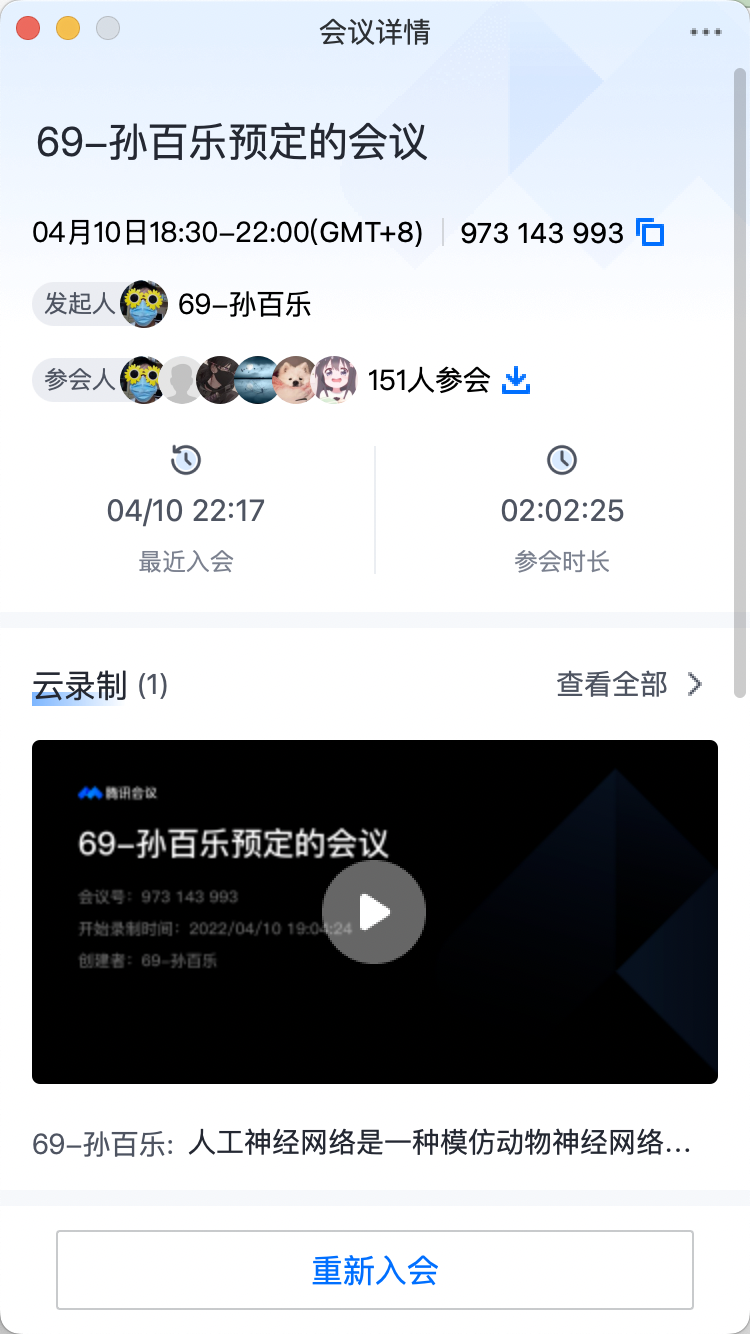 会议详情
69-孙百乐预定的会议
04月10日18:30-22:00(GMT+8) 973 143 993
发起人 69-孙百乐
参会人 151人参会
04/10 22:17 02:02:25
最近入会 参会时长
云录制 (1) 查看全部
腾讯会议
69-孙百乐预定的会议
会议号：973 143 993
开始录制时间：2022/04/10 19:04:24
创建者：69-孙百乐
69-孙百乐: 人工神经网络是一种模仿动物神经网络...
重新入会